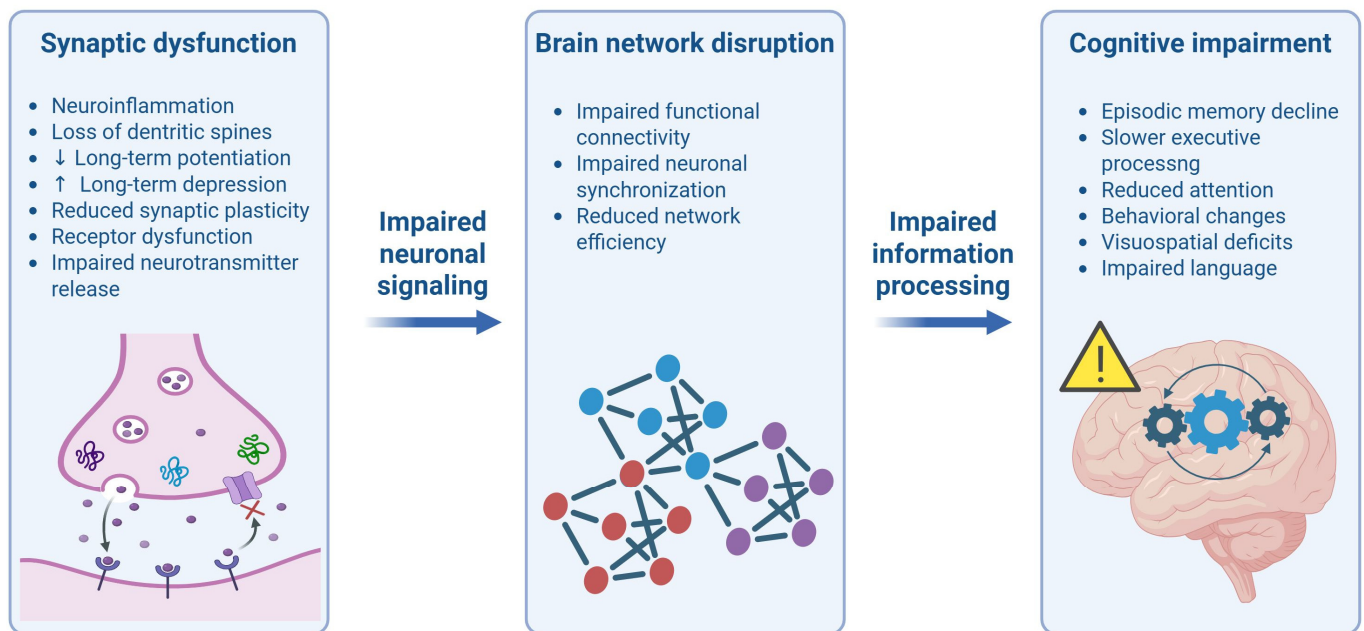 Synaptic dysfunction
• Neuroinflammation
• Loss of dentritic spines
• ↓ Long-term potentiation
• ↑ Long-term depression
• Reduced synaptic plasticity
• Receptor dysfunction
• Impaired neurotransmitter
release
Impaired
neuronal
signaling
Brain network disruption
• Impaired functional
connectivity
• Impaired neuronal
synchronization
• Reduced network
efficiency
Impaired
information
processing
Cognitive impairment
• Episodic memory decline
• Slower executive
processng
• Reduced attention
• Behavioral changes
• Visuospatial deficits
• Impaired language
!